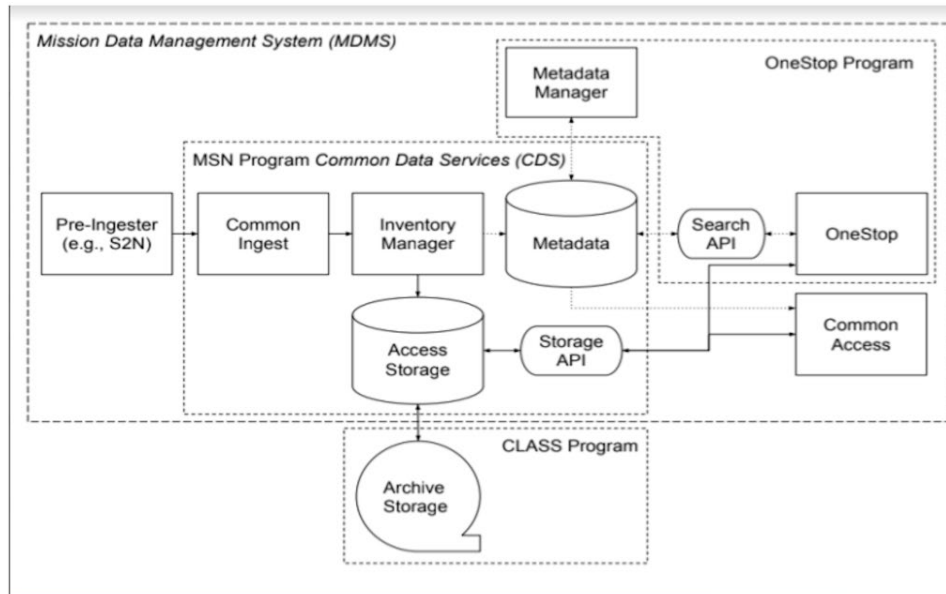 Mission Data Management System (MDMS)
Metadata
Manager
OneStop Program
MSN Program Common Data Services (CDS)
Pre-Ingester
(e.g., S2N)
Common
Ingest
Inventory
Manager
Metadata
Search
API
OneStop
Access
Storage
Storage
API
Common
Access
CLASS Program
Archive
Storage